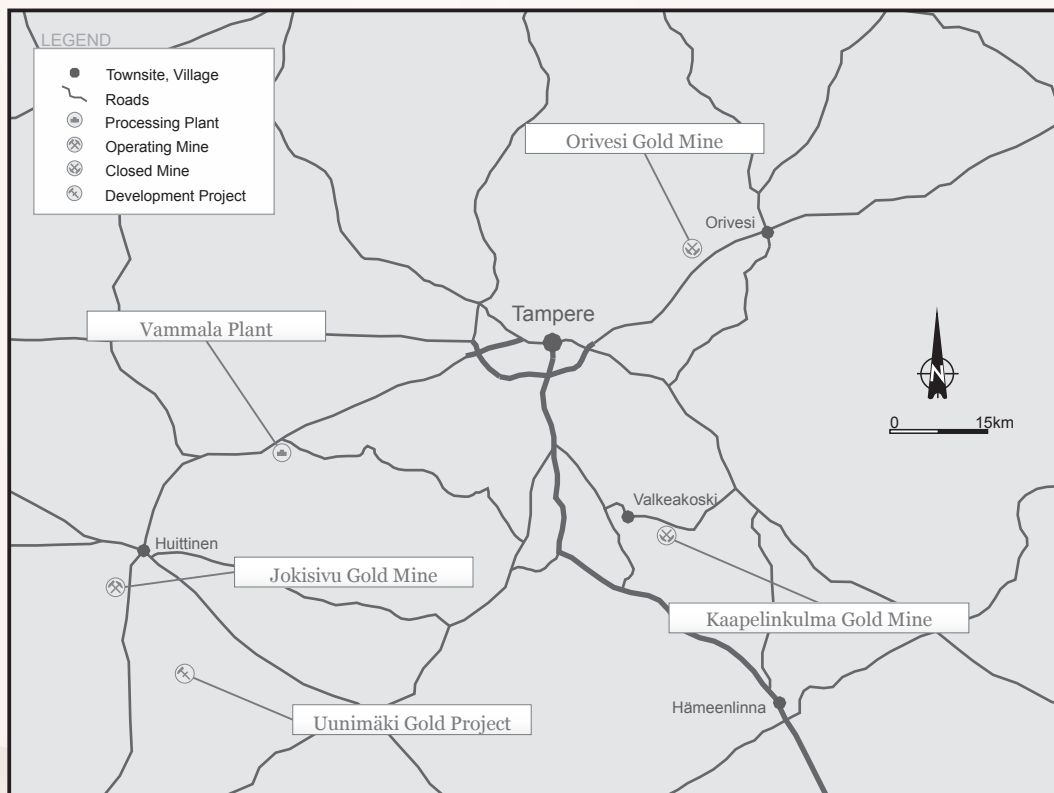 LEGEND
Townsite, Village
Roads
Processing Plant
Operating Mine
Closed Mine
Development Project
Orivesi Gold Mine
Orivesi
Tampere
Vammala Plant
N
0 15km
Valkeakoski
Huittinen
Jokisivu Gold Mine
Kaapelinkulma Gold Mine
Hämeenlinna
Uunimäki Gold Project